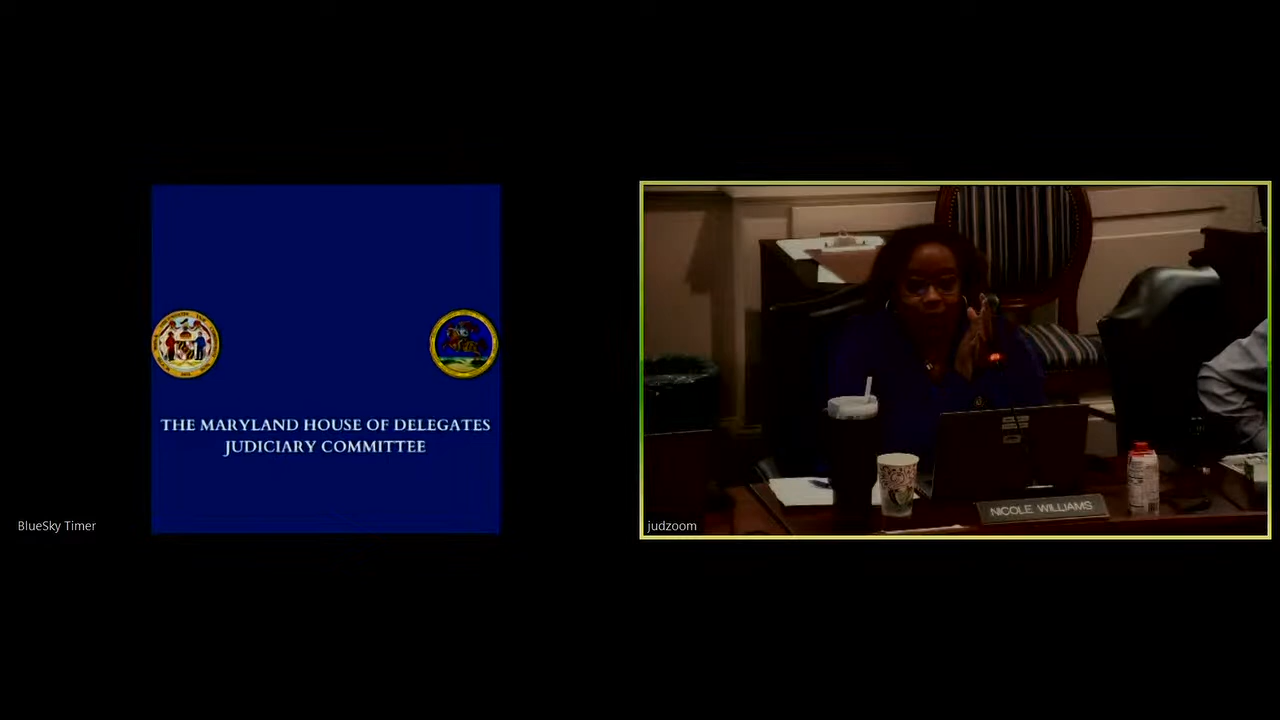 THE MARYLAND HOUSE OF DELEGATES
JUDICIARY COMMITTEE
BlueSky Timer
NICOLE WILLIAMS
judzoom